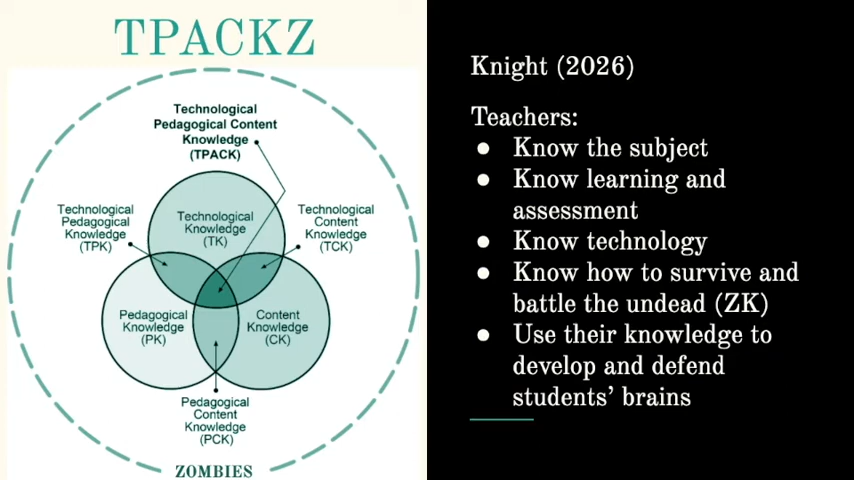 TPACKZ
Technological
Pedagogical Content
Knowledge
(TPACK)
Technological
Pedagogical
Knowledge
(TPK)
Technological
Knowledge
(TK)
Technological
Content
Knowledge
(TCK)
Pedagogical
Knowledge
(PK)
Content
Knowledge
(CK)
Pedagogical
Content
Knowledge
(PCK)
ZOMBIES
Knight (2026)
Teachers:
● Know the subject
● Know learning and
assessment
● Know technology
● Know how to survive and
battle the undead (ZK)
● Use their knowledge to
develop and defend
students’ brains